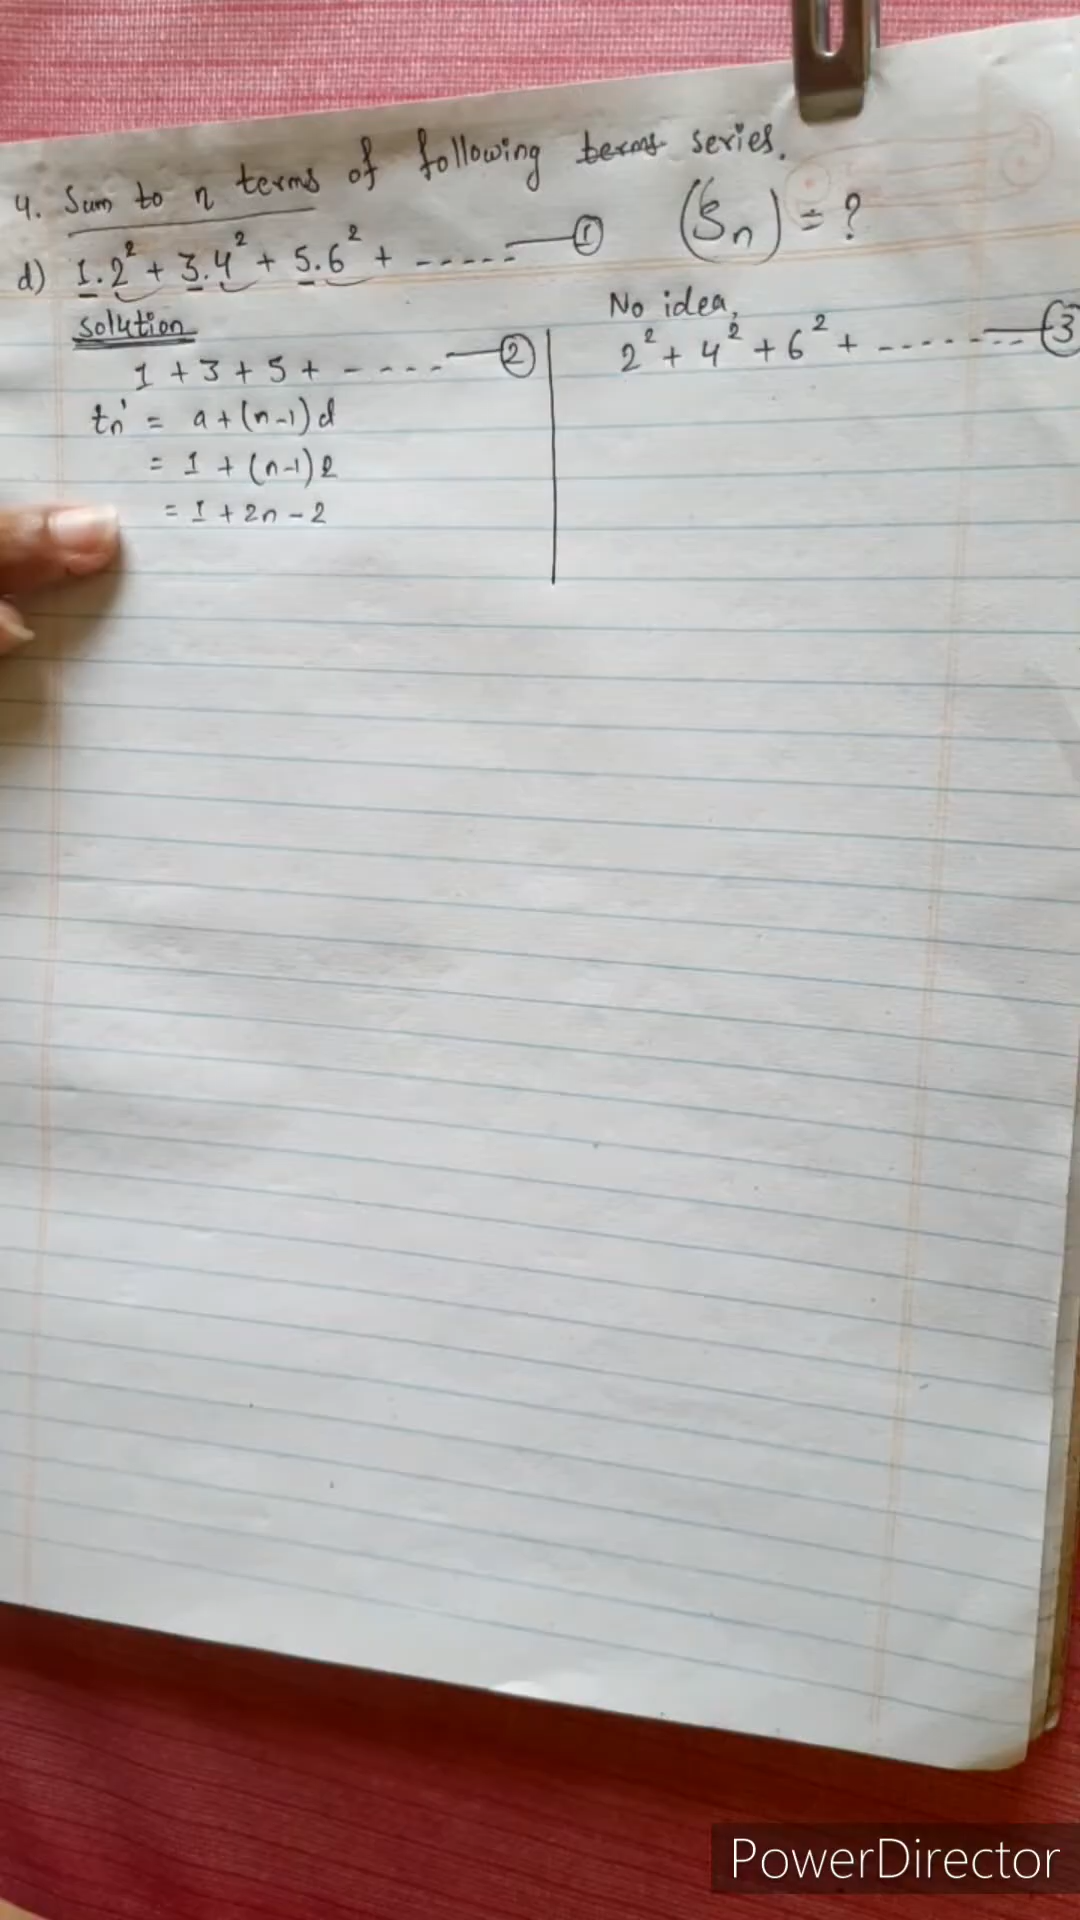 4. Sum to n terms of following terms series.
d) 1.2² + 3.4² + 5.6² + ------ —① (Sn) = ?
solution
1 + 3 + 5 + ----- —②
tn' = a + (n-1)d
= 1 + (n-1)2
= 1 + 2n - 2
No idea,
2² + 4² + 6² + ------- —③
PowerDirector